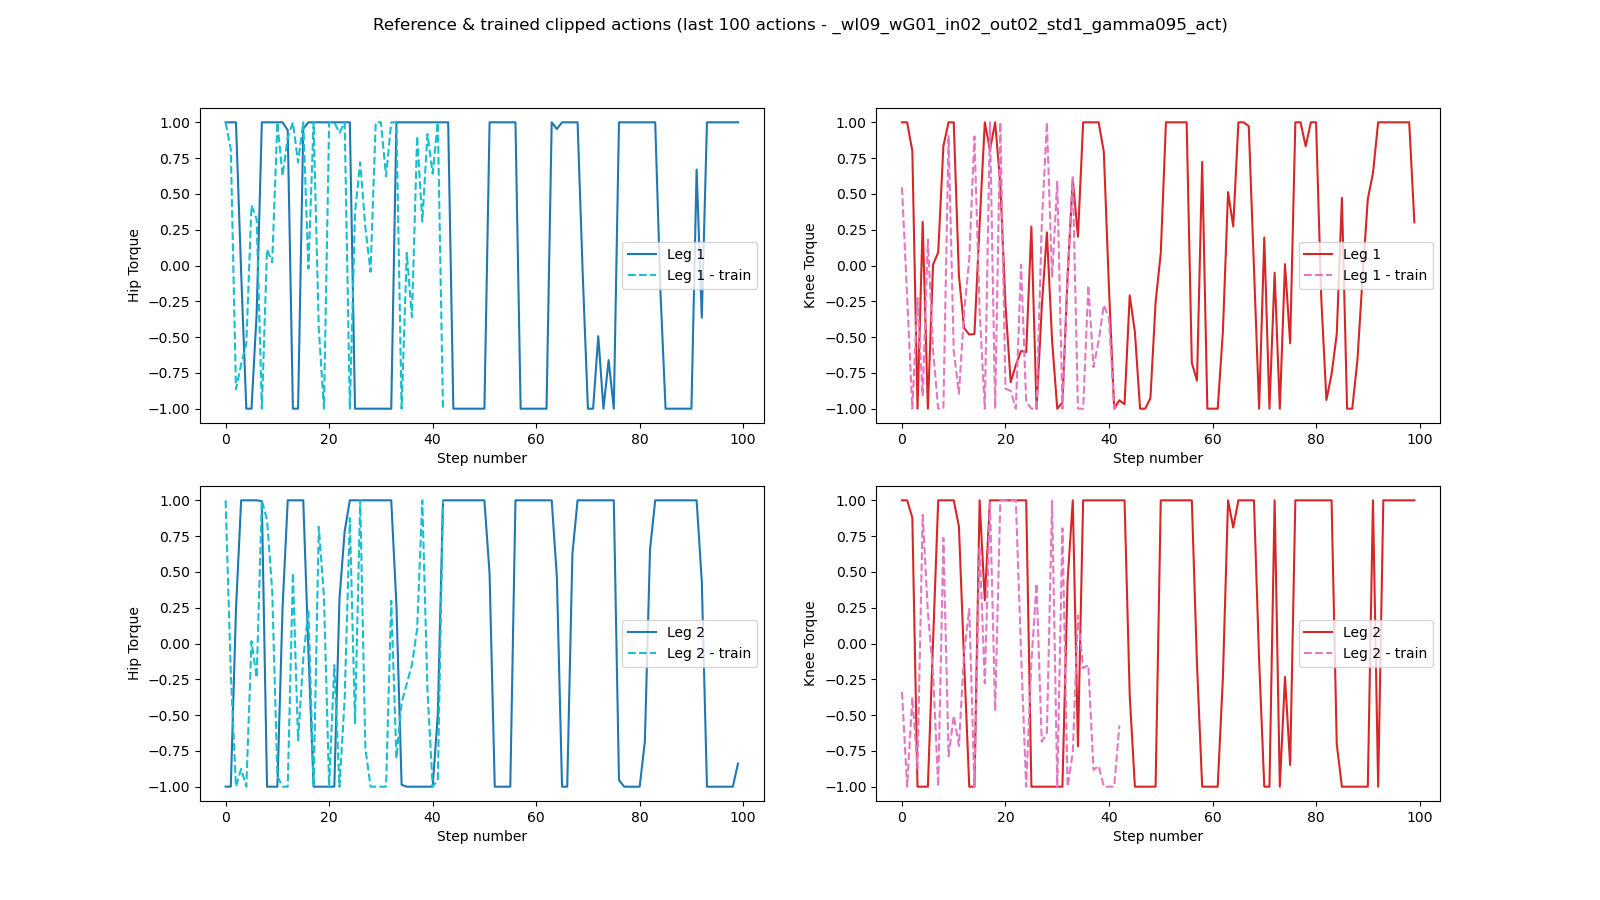 Reference & trained clipped actions (last 100 actions - _wI09_wG01_in02_out02_std1_gamma095_act)
1.00
0.75
0.50
0.25
0.00
−0.25
−0.50
−0.75
−1.00
Hip Torque
0 20 40 60 80 100
Step number
Leg 1
Leg 1 - train
1.00
0.75
0.50
0.25
0.00
−0.25
−0.50
−0.75
−1.00
Knee Torque
0 20 40 60 80 100
Step number
Leg 1
Leg 1 - train
1.00
0.75
0.50
0.25
0.00
−0.25
−0.50
−0.75
−1.00
Hip Torque
0 20 40 60 80 100
Step number
Leg 2
Leg 2 - train
1.00
0.75
0.50
0.25
0.00
−0.25
−0.50
−0.75
−1.00
Knee Torque
0 20 40 60 80 100
Step number
Leg 2
Leg 2 - train